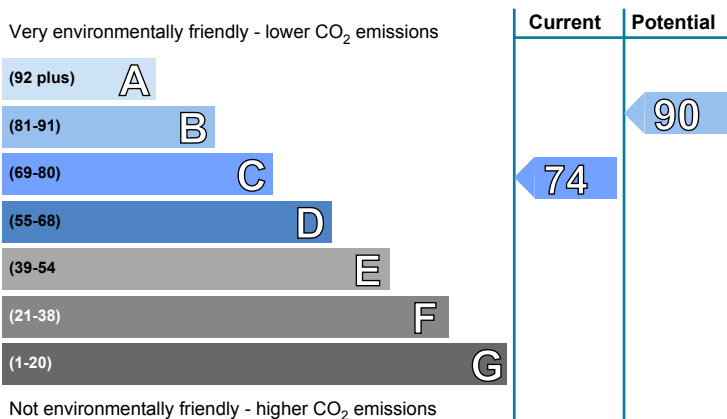 Very environmentally friendly - lower CO2 emissions
Current
Potential
(92 plus) A
(81-91) B
90
(69-80) C
74
(55-68) D
(39-54 E
(21-38) F
(1-20) G
Not environmentally friendly - higher CO2 emissions